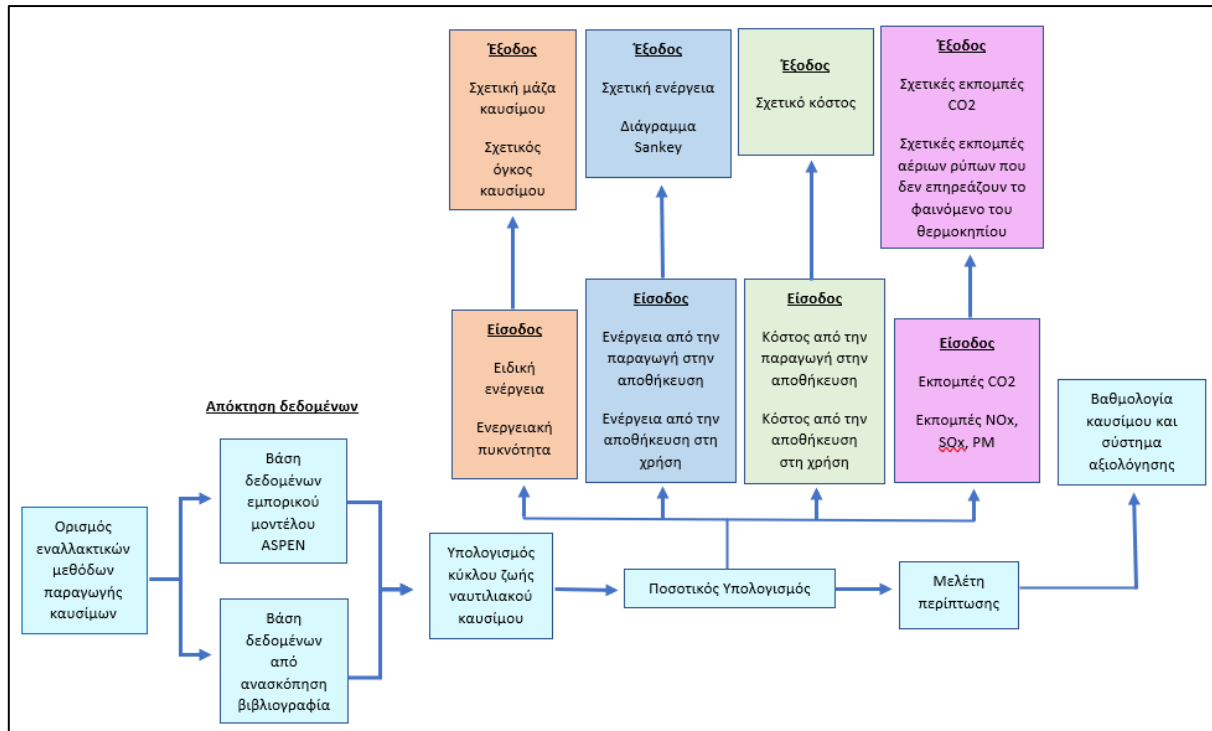 Έξοδος
Σχετική μάζα
καυσίμου
Σχετικός
όγκος
καυσίμου
Έξοδος
Σχετική ενέργεια
Διάγραμμα
Sankey
Έξοδος
Σχετικό κόστος
Έξοδος
Σχετικές εκπομπές
CO2
Σχετικές εκπομπές
αέριων ρύπων που
δεν επηρεάζουν το
φαινόμενο του
θερμοκηπίου
Είσοδος
Ειδική
ενέργεια
Ενεργειακή
πυκνότητα
Είσοδος
Ενέργεια από την
παραγωγή στην
αποθήκευση
Ενέργεια από την
αποθήκευση στη
χρήση
Είσοδος
Κόστος από την
παραγωγή στην
αποθήκευση
Κόστος από την
αποθήκευση
στη χρήση
Είσοδος
Εκπομπές CO2
Εκπομπές NOx,
SOx, PM
Βαθμολογία
καυσίμου και
σύστημα
αξιολόγησης
Απόκτηση δεδομένων
Ορισμός
εναλλακτικών
μεθόδων
παραγωγής
καυσίμων
Βάση
δεδομένων
εμπορικού
μοντέλου
ASPEN
Βάση
δεδομένων
από
ανασκόπηση
βιβλιογραφία
Υπολογισμός
κύκλου ζωής
ναυτιλιακού
καυσίμου
Ποσοτικός Υπολογισμός
Μελέτη
περίπτωσης